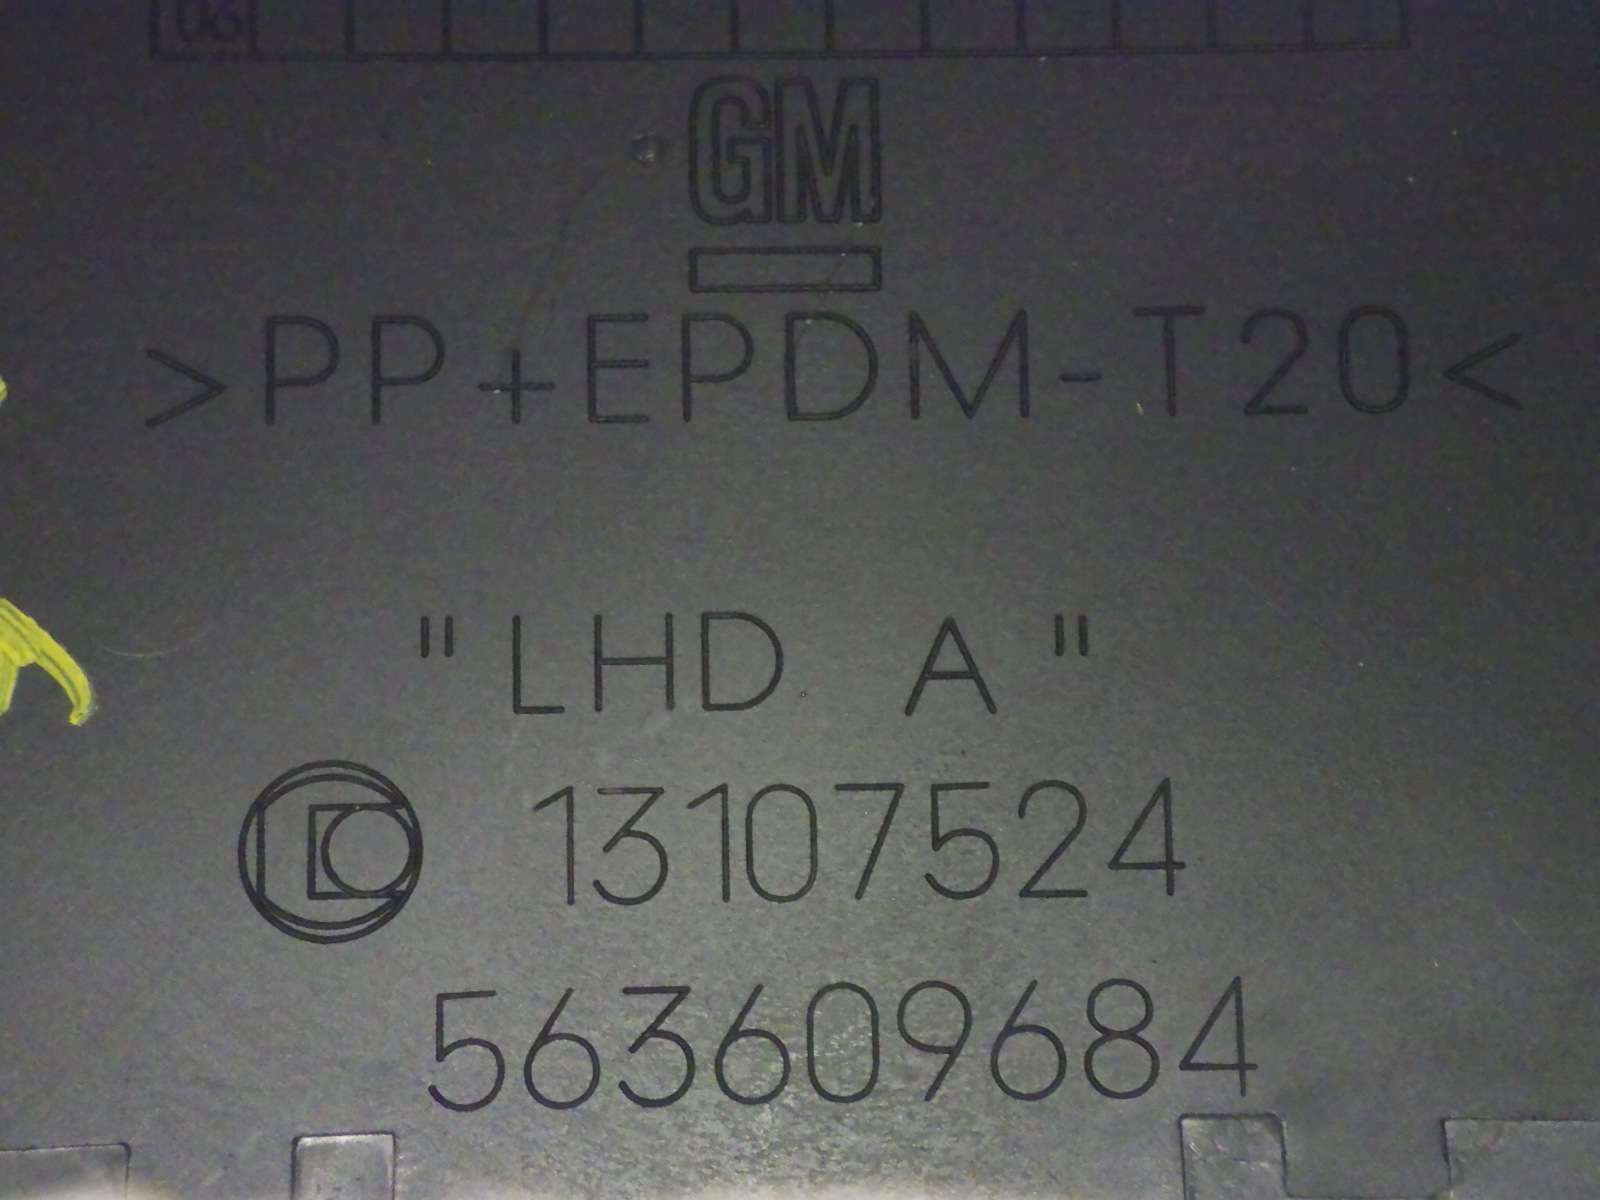 GM
>PP+EPDM-T20<
"LHD A"
13107524
563609684